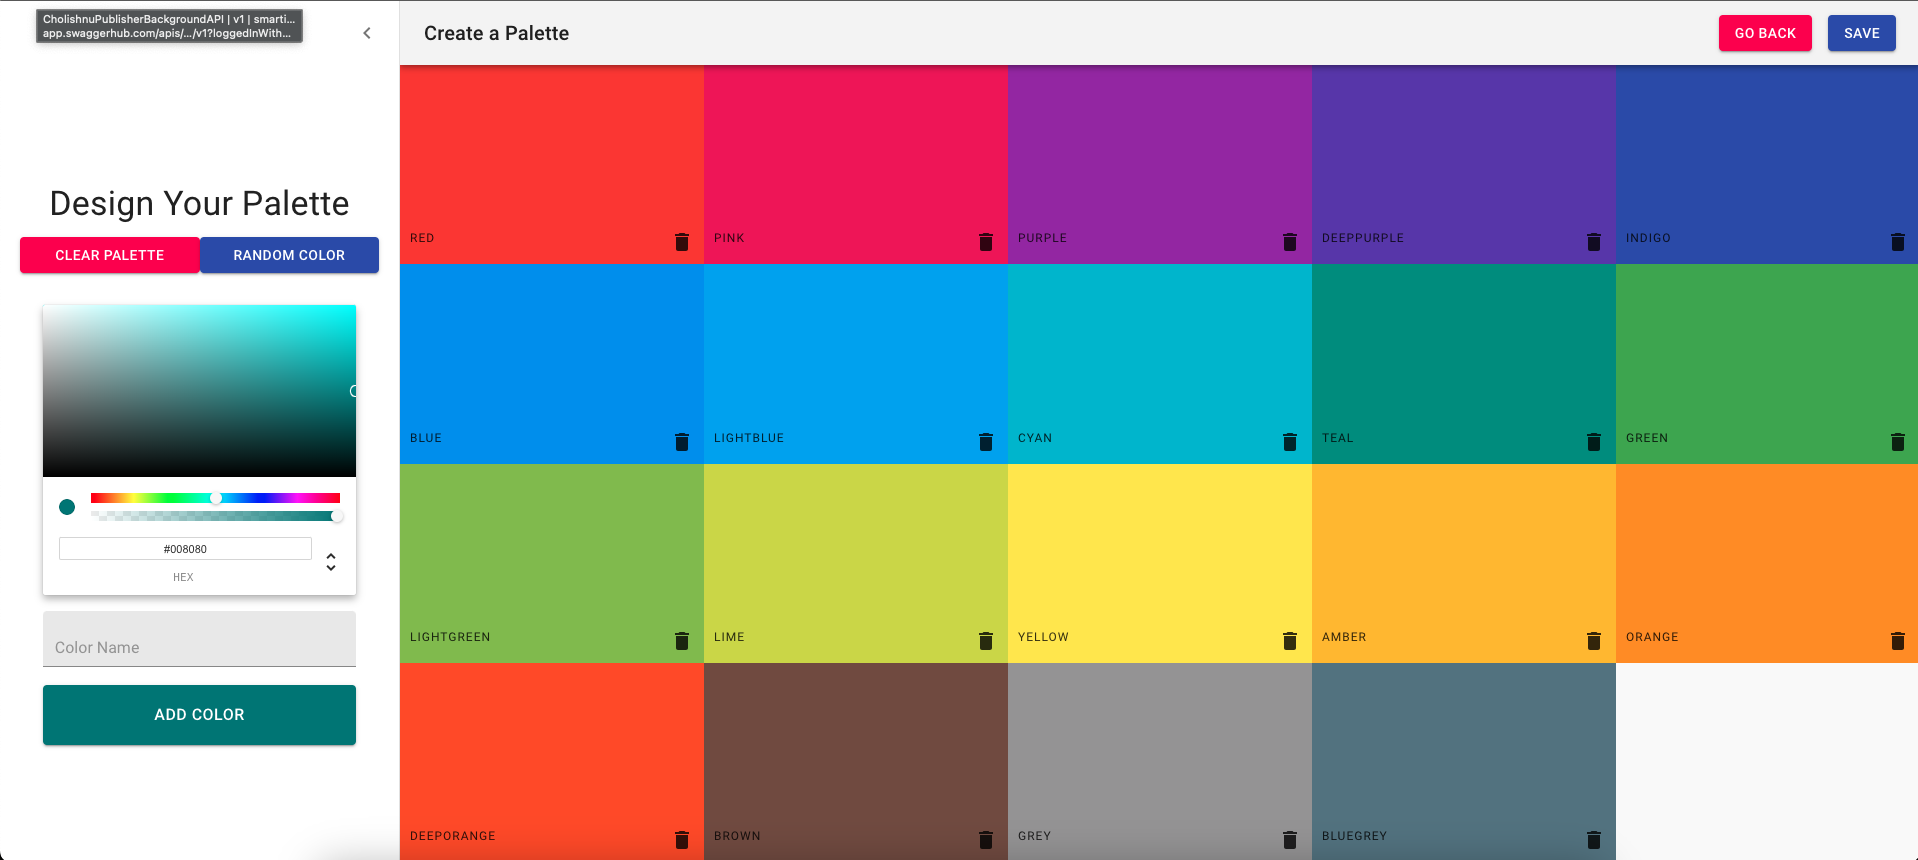 CholishnuPublisherBackgroundAPI | v1 | smarti...
app.swaggerhub.com/apis/.../v1?loggedInWith...
Create a Palette
GO BACK
SAVE
Design Your Palette
CLEAR PALETTE
RANDOM COLOR
#008080
HEX
Color Name
ADD COLOR
RED
PINK
PURPLE
DEEPPURPLE
INDIGO
BLUE
LIGHTBLUE
CYAN
TEAL
GREEN
LIGHTGREEN
LIME
YELLOW
AMBER
ORANGE
DEEPORANGE
BROWN
GREY
BLUEGREY